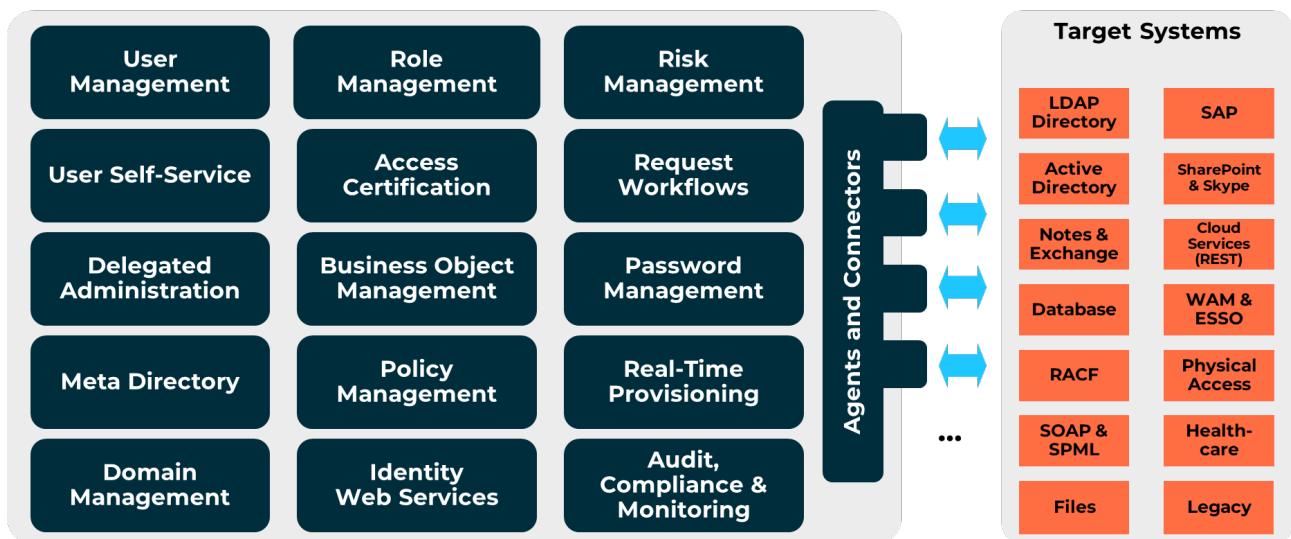 User
Management
Role
Management
Risk
Management
User Self-Service
Access
Certification
Request
Workflows
Delegated
Administration
Business Object
Management
Password
Management
Meta Directory
Policy
Management
Real-Time
Provisioning
Domain
Management
Identity
Web Services
Audit,
Compliance &
Monitoring
Agents and Connectors
...
Target Systems
LDAP
Directory
SAP
Active
Directory
SharePoint
& Skype
Notes &
Exchange
Cloud
Services
(REST)
Database
WAM &
ESSO
RACF
Physical
Access
SOAP &
SPML
Health-
care
Files
Legacy